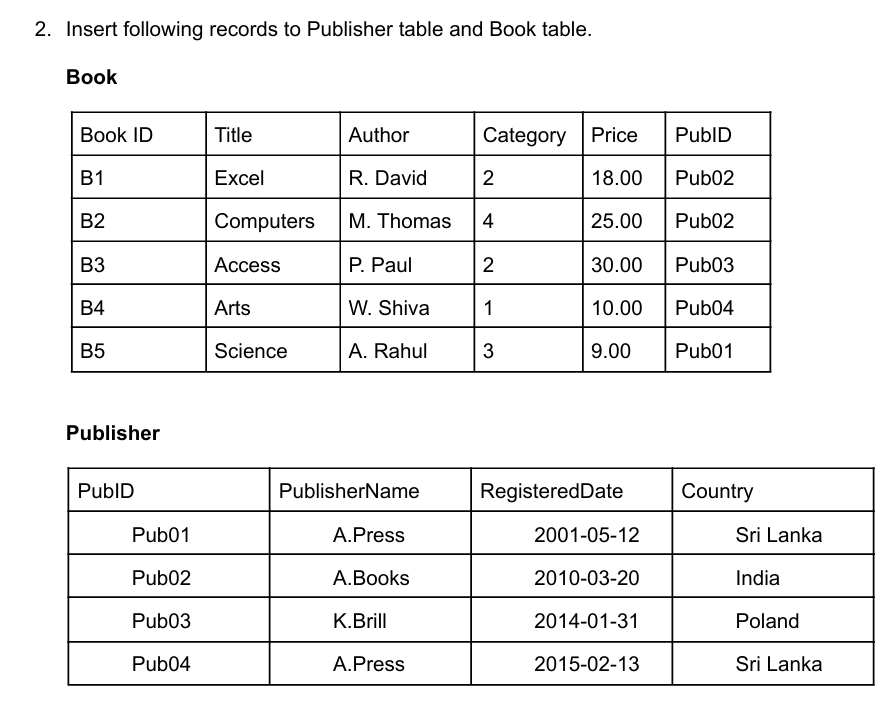 2. Insert following records to Publisher table and Book table.
Book
Book ID Title Author Category Price PubID
B1 Excel R. David 2 18.00 Pub02
B2 Computers M. Thomas 4 25.00 Pub02
B3 Access P. Paul 2 30.00 Pub03
B4 Arts W. Shiva 1 10.00 Pub04
B5 Science A. Rahul 3 9.00 Pub01
Publisher
PubID PublisherName RegisteredDate Country
Pub01 A.Press 2001-05-12 Sri Lanka
Pub02 A.Books 2010-03-20 India
Pub03 K.Brill 2014-01-31 Poland
Pub04 A.Press 2015-02-13 Sri Lanka